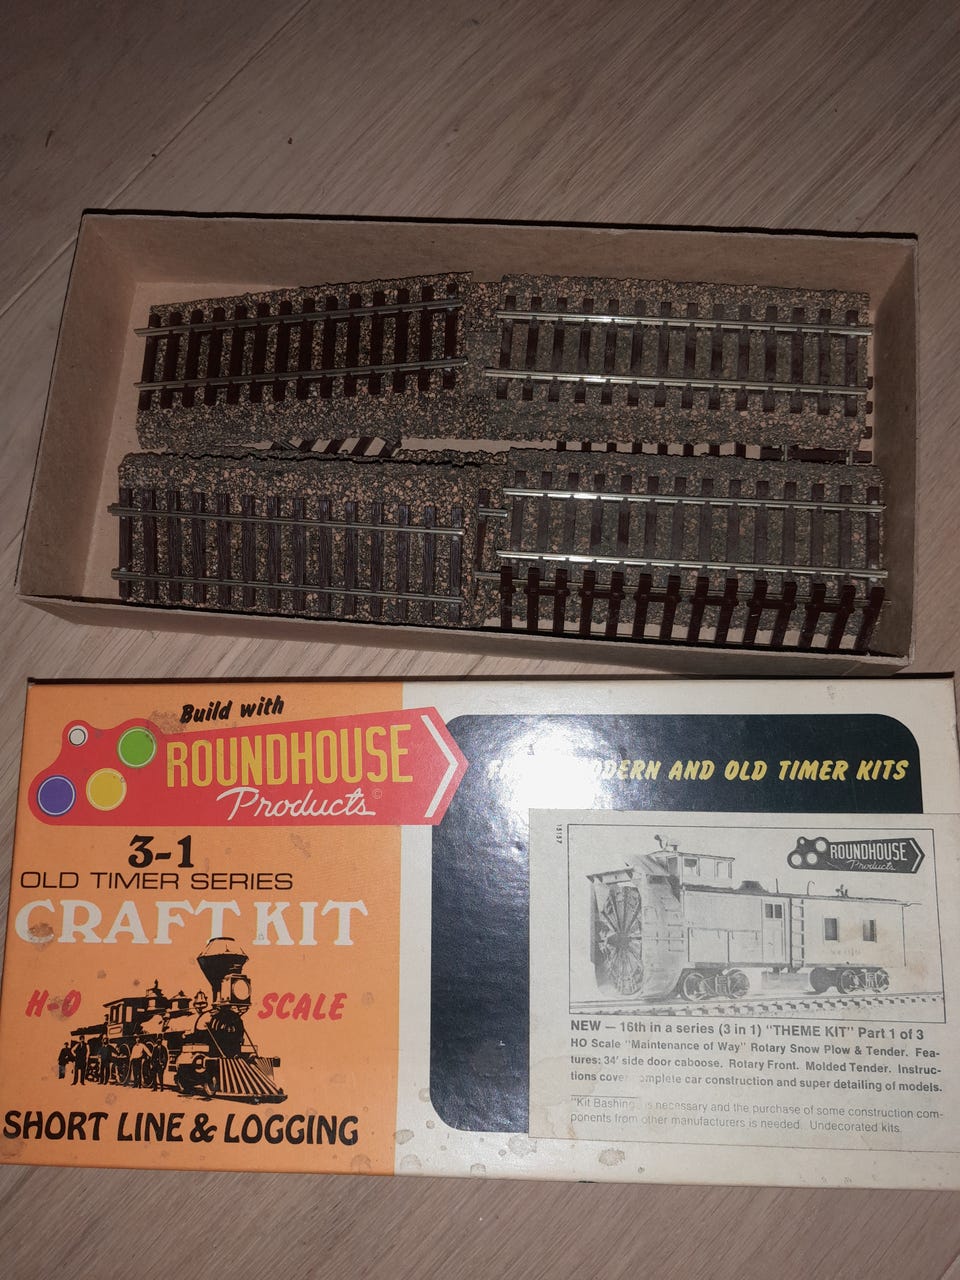 Build with
ROUNDHOUSE
Products ©
3-1
OLD TIMER SERIES
CRAFT KIT
H-O SCALE
SHORT LINE & LOGGING
AND OLD TIMER KITS
15157
ROUNDHOUSE
Products
NEW — 16th in a series (3 in 1) "THEME KIT" Part 1 of 3
HO Scale "Maintenance of Way" Rotary Snow Plow & Tender. Fea-
tures: 34' side door caboose. Rotary Front. Molded Tender. Instruc-
tions cover complete car construction and super detailing of models.
"Kit Bashing" is necessary and the purchase of some construction com-
ponents from other manufacturers is needed. Undecorated kits.